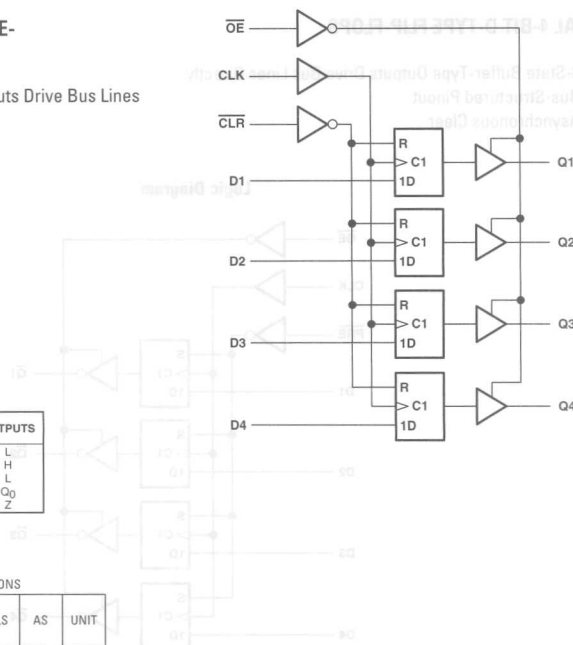 E-
uts Drive Bus Lines
OE
CLK
CLR
R
C1
1D
D1
Q1
R
C1
1D
D2
Q2
R
C1
1D
D3
Q3
R
C1
1D
D4
Q4
TPUTS
L
H
L
Q0
Z
ONS
AS
UNIT